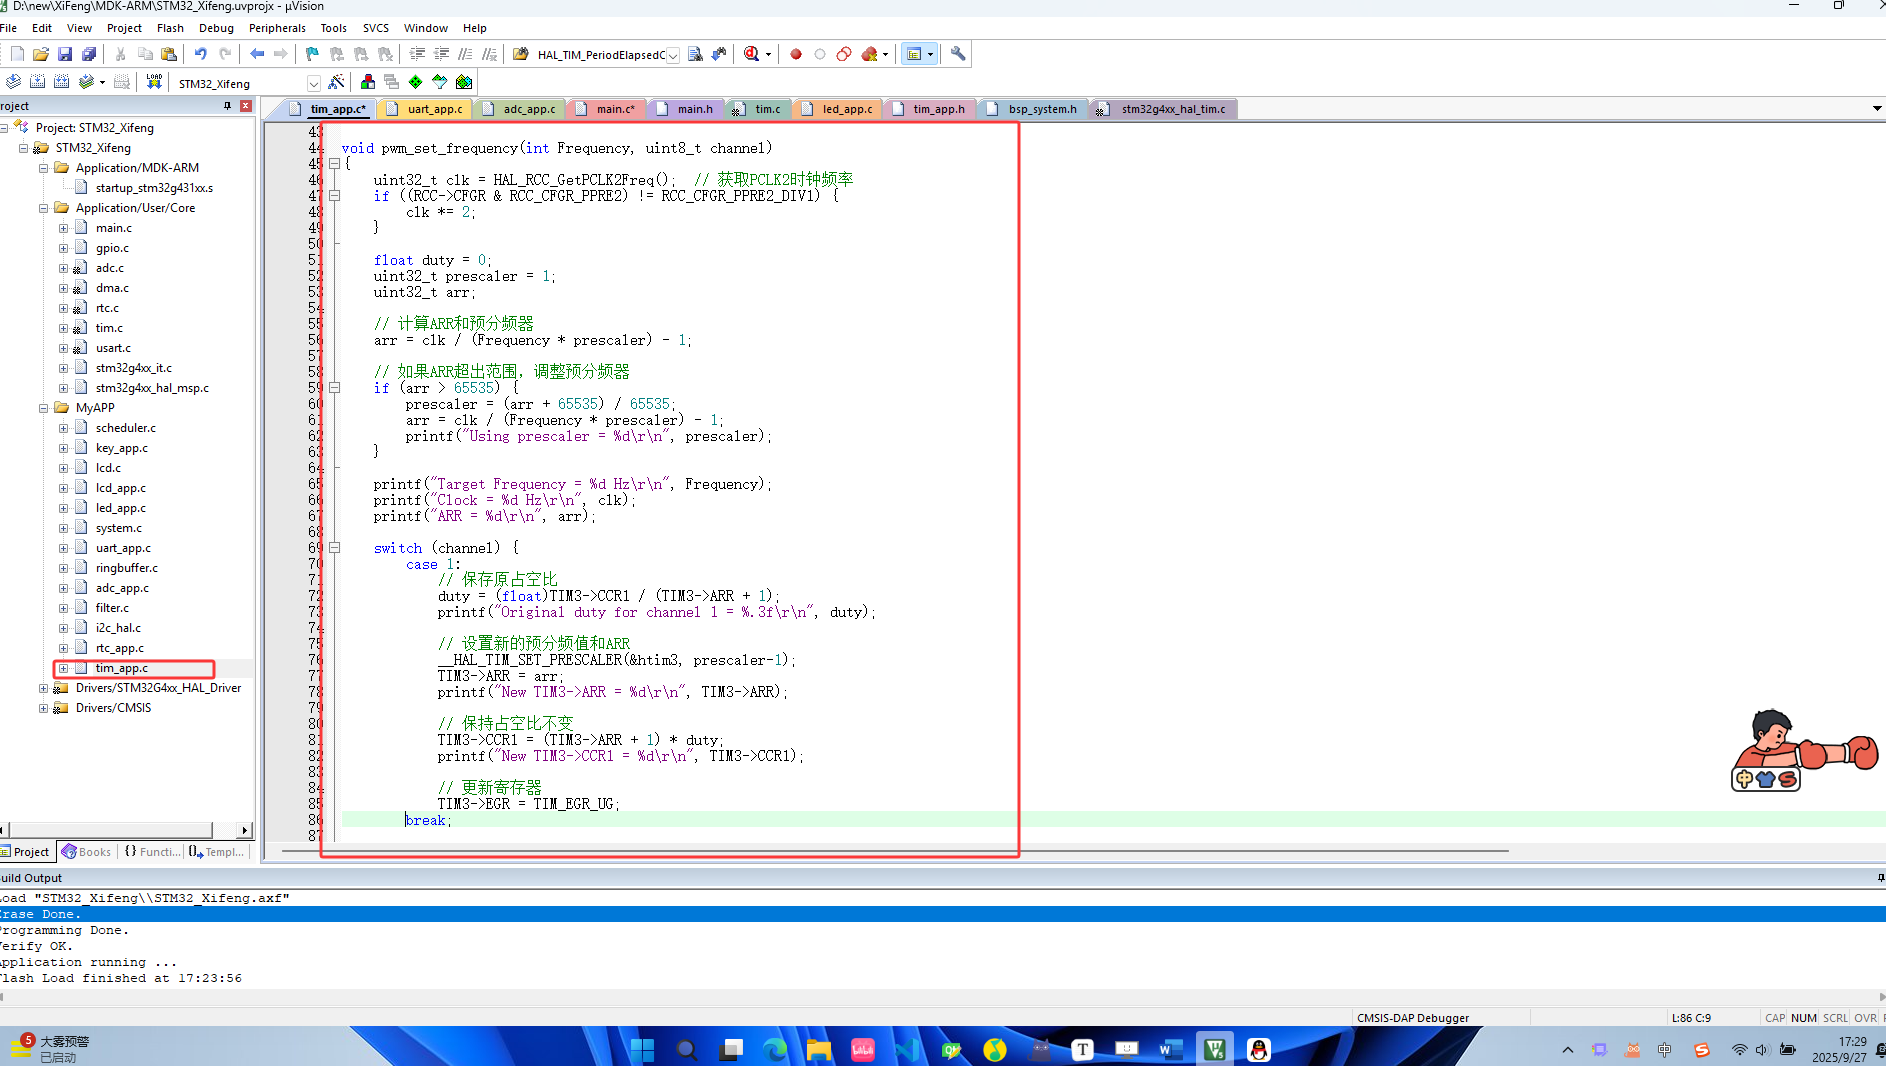 D:\new\XiFeng\MDK-ARM\STM32_Xifeng.uvprojx - µVision
File Edit View Project Flash Debug Peripherals Tools SVCS Window Help
HAL_TIM_PeriodElapsedC
LOAD STM32_Xifeng
roject
tim_app.c* uart_app.c adc_app.c main.c* main.h tim.c led_app.c tim_app.h bsp_system.h stm32g4xx_hal_tim.c
Project: STM32_Xifeng
STM32_Xifeng
Application/MDK-ARM
startup_stm32g431xx.s
Application/User/Core
main.c
gpio.c
adc.c
dma.c
rtc.c
tim.c
usart.c
stm32g4xx_it.c
stm32g4xx_hal_msp.c
MyAPP
scheduler.c
key_app.c
lcd.c
lcd_app.c
led_app.c
system.c
uart_app.c
ringbuffer.c
adc_app.c
filter.c
i2c_hal.c
rtc_app.c
tim_app.c
Drivers/STM32G4xx_HAL_Driver
Drivers/CMSIS
Project Books {} Functi... Templ...
43
44 void pwm_set_frequency(int Frequency, uint8_t channel)
45 {
46 uint32_t clk = HAL_RCC_GetPCLK2Freq(); // 获取PCLK2时钟频率
47 if ((RCC->CFGR & RCC_CFGR_PPRE2) != RCC_CFGR_PPRE2_DIV1) {
48 clk *= 2;
49 }
50
51 float duty = 0;
52 uint32_t prescaler = 1;
53 uint32_t arr;
54
55 // 计算ARR和预分频器
56 arr = clk / (Frequency * prescaler) - 1;
57
58 // 如果ARR超出范围，调整预分频器
59 if (arr > 65535) {
60 prescaler = (arr + 65535) / 65535;
61 arr = clk / (Frequency * prescaler) - 1;
62 printf("Using prescaler = %d\r\n", prescaler);
63 }
64
65 printf("Target Frequency = %d Hz\r\n", Frequency);
66 printf("Clock = %d Hz\r\n", clk);
67 printf("ARR = %d\r\n", arr);
68
69 switch (channel) {
70 case 1:
71 // 保存原占空比
72 duty = (float)TIM3->CCR1 / (TIM3->ARR + 1);
73 printf("Original duty for channel 1 = %.3f\r\n", duty);
74
75 // 设置新的预分频值和ARR
76 __HAL_TIM_SET_PRESCALER(&htim3, prescaler-1);
77 TIM3->ARR = arr;
78 printf("New TIM3->ARR = %d\r\n", TIM3->ARR);
79
80 // 保持占空比不变
81 TIM3->CCR1 = (TIM3->ARR + 1) * duty;
82 printf("New TIM3->CCR1 = %d\r\n", TIM3->CCR1);
83
84 // 更新寄存器
85 TIM3->EGR = TIM_EGR_UG;
86 break;
87
中 S
uild Output
oad "STM32_Xifeng\\STM32_Xifeng.axf"
rase Done.
rogramming Done.
erify OK.
pplication running ...
lash Load finished at 17:23:56
CMSIS-DAP Debugger L:86 C:9 CAP NUM SCRL OVR
5 大雾预警
已启动
T W 中 S
17:29
2025/9/27